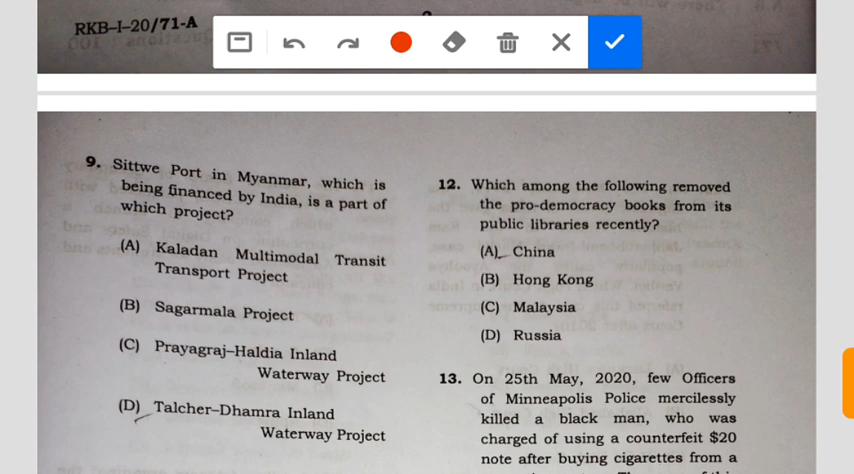 RKB–I–20/71-A
9. Sittwe Port in Myanmar, which is
being financed by India, is a part of
which project?
(A) Kaladan Multimodal Transit
Transport Project
(B) Sagarmala Project
(C) Prayagraj–Haldia Inland
Waterway Project
(D) Talcher–Dhamra Inland
Waterway Project
12. Which among the following removed
the pro-democracy books from its
public libraries recently?
(A) China
(B) Hong Kong
(C) Malaysia
(D) Russia
13. On 25th May, 2020, few Officers
of Minneapolis Police mercilessly
killed a black man, who was
charged of using a counterfeit $20
note after buying cigarettes from a